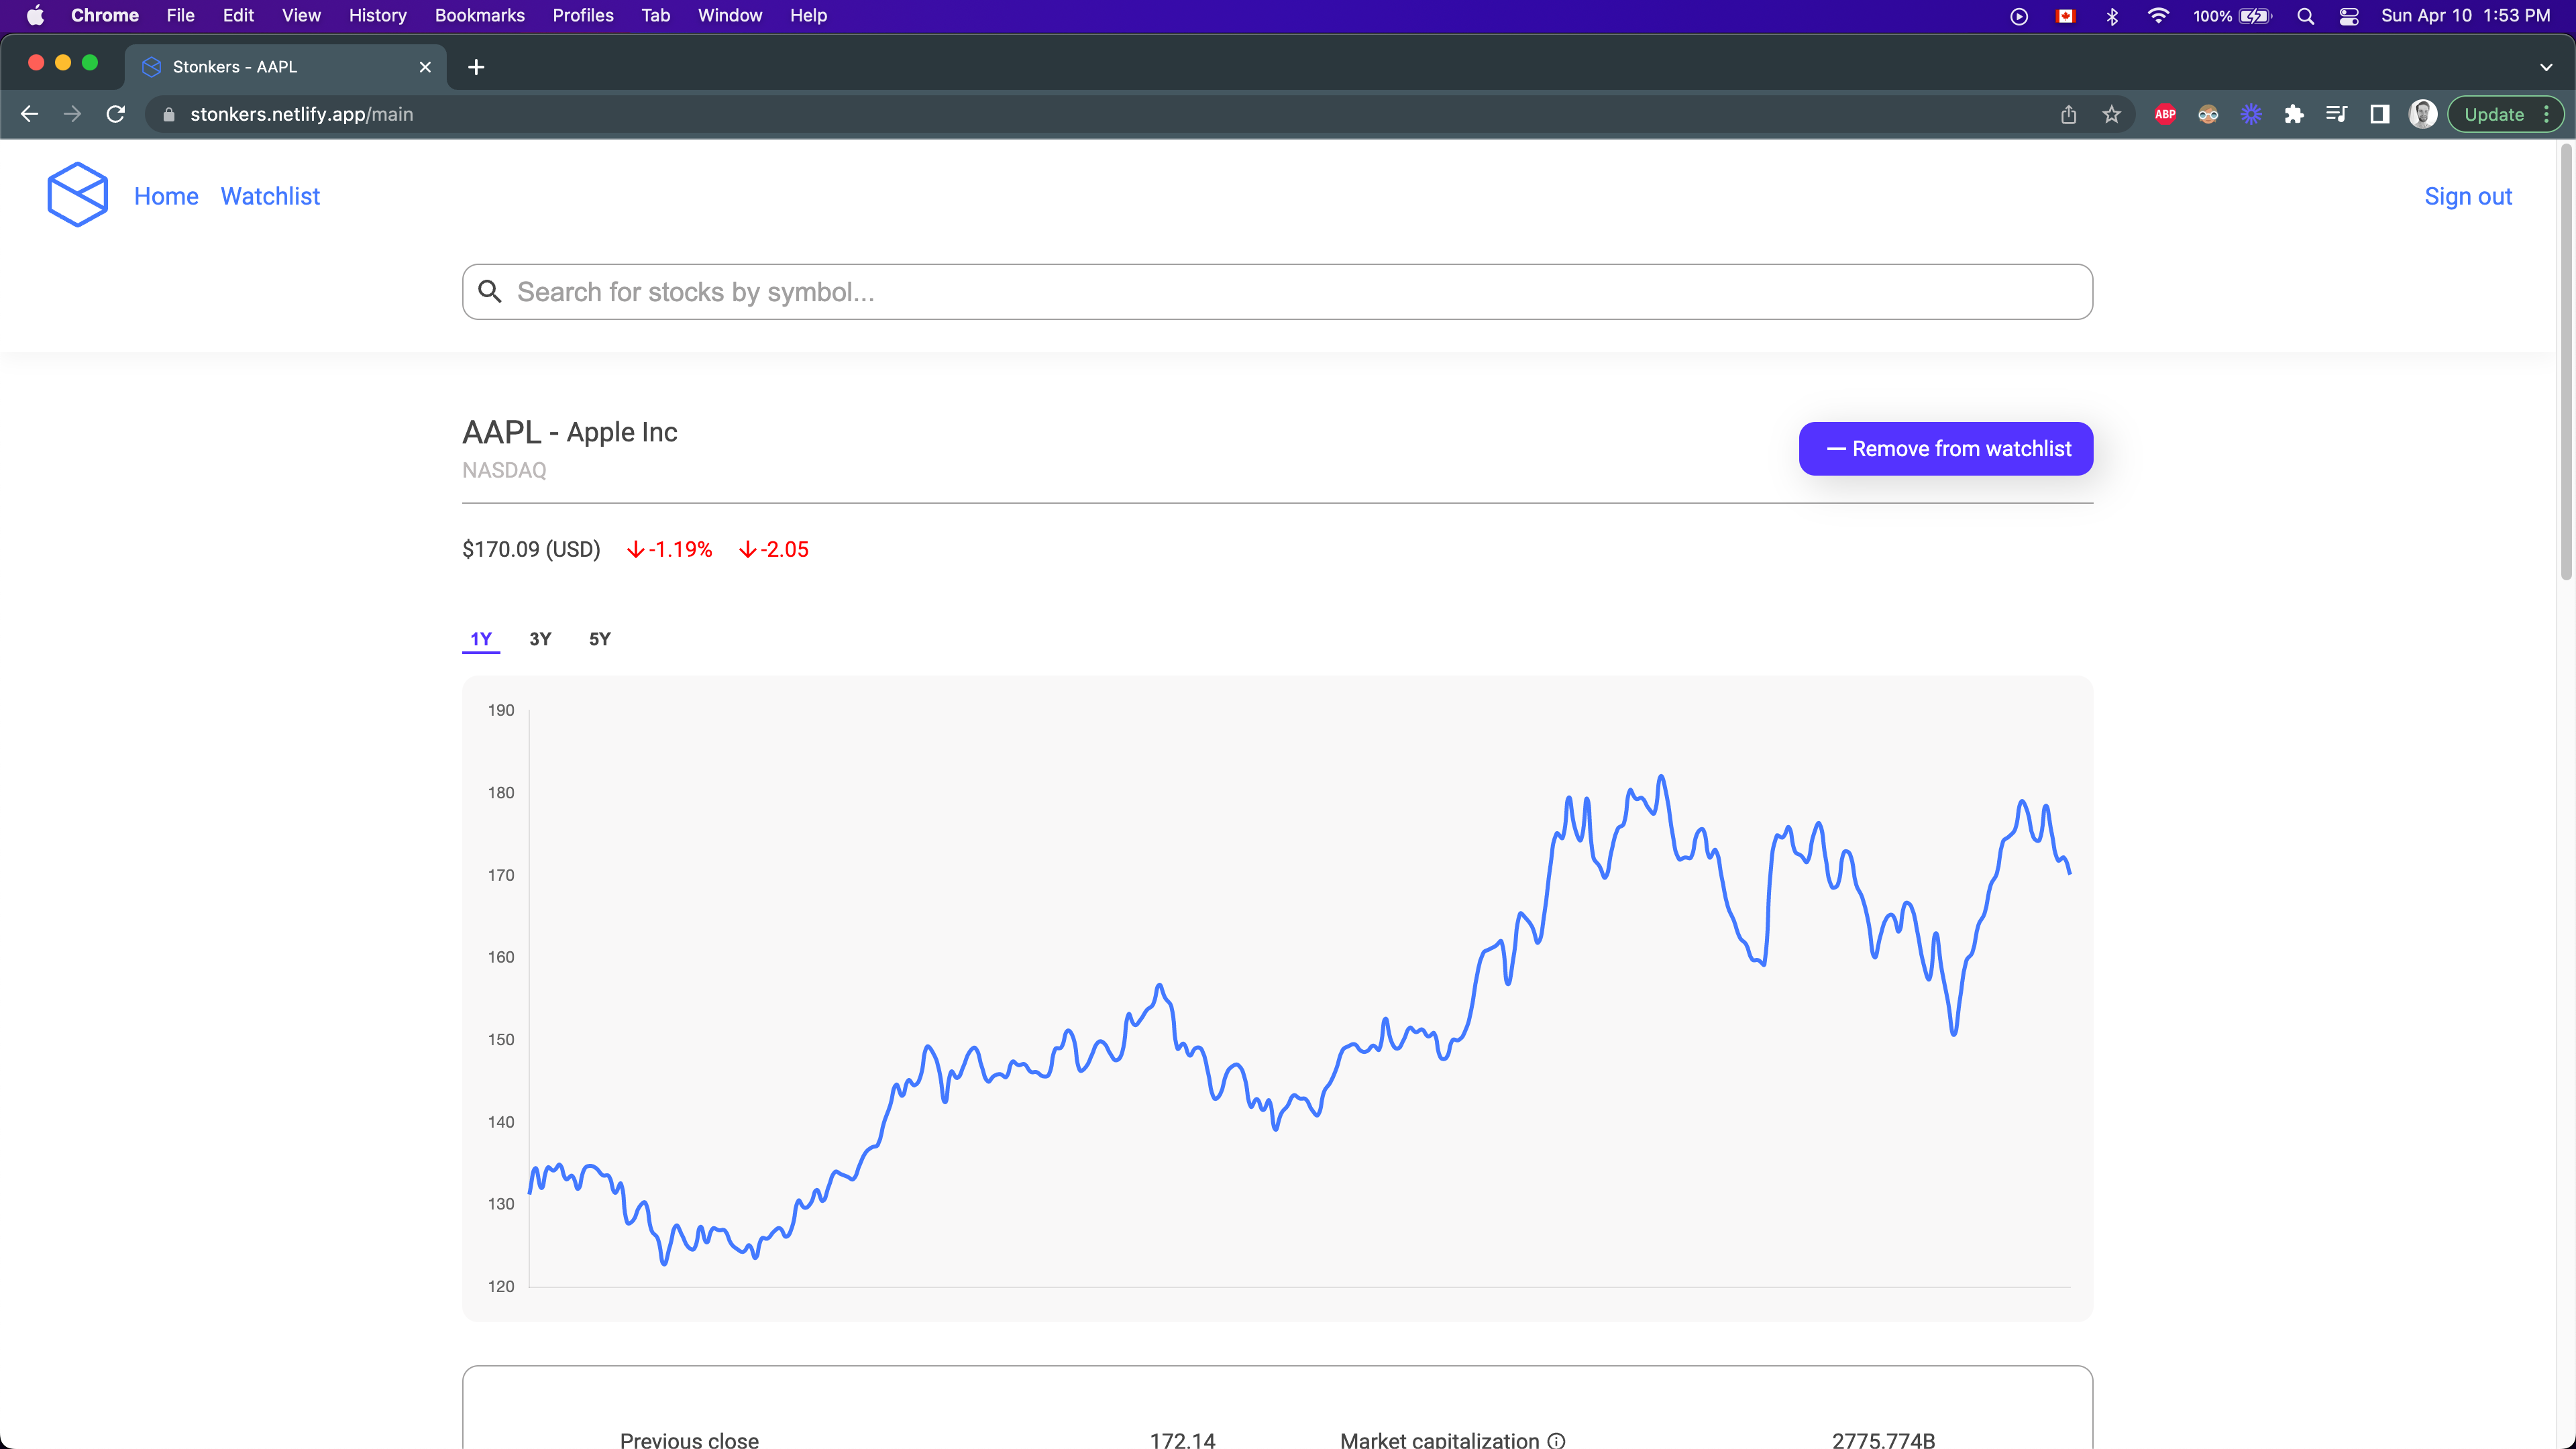 Chrome File Edit View History Bookmarks Profiles Tab Window Help 100% Sun Apr 10 1:53 PM
Stonkers - AAPL
stonkers.netlify.app/main ABP Update
Home Watchlist Sign out
Search for stocks by symbol...
AAPL - Apple Inc
NASDAQ
— Remove from watchlist
$170.09 (USD) -1.19% -2.05
1Y 3Y 5Y
190
180
170
160
150
140
130
120
Previous close 172.14 Market capitalization 2775.774B